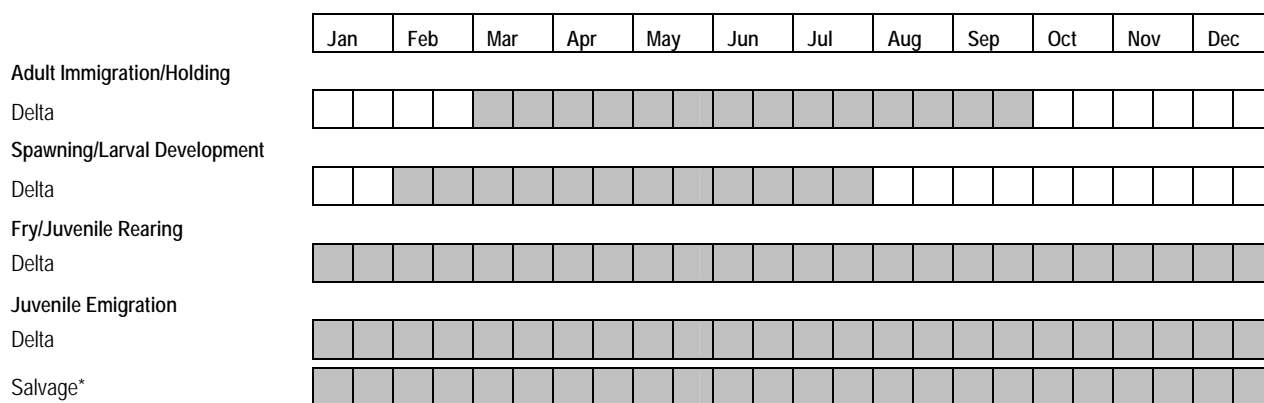 Jan Feb Mar Apr May Jun Jul Aug Sep Oct Nov Dec
Adult Immigration/Holding
Delta
Spawning/Larval Development
Delta
Fry/Juvenile Rearing
Delta
Juvenile Emigration
Delta
Salvage*